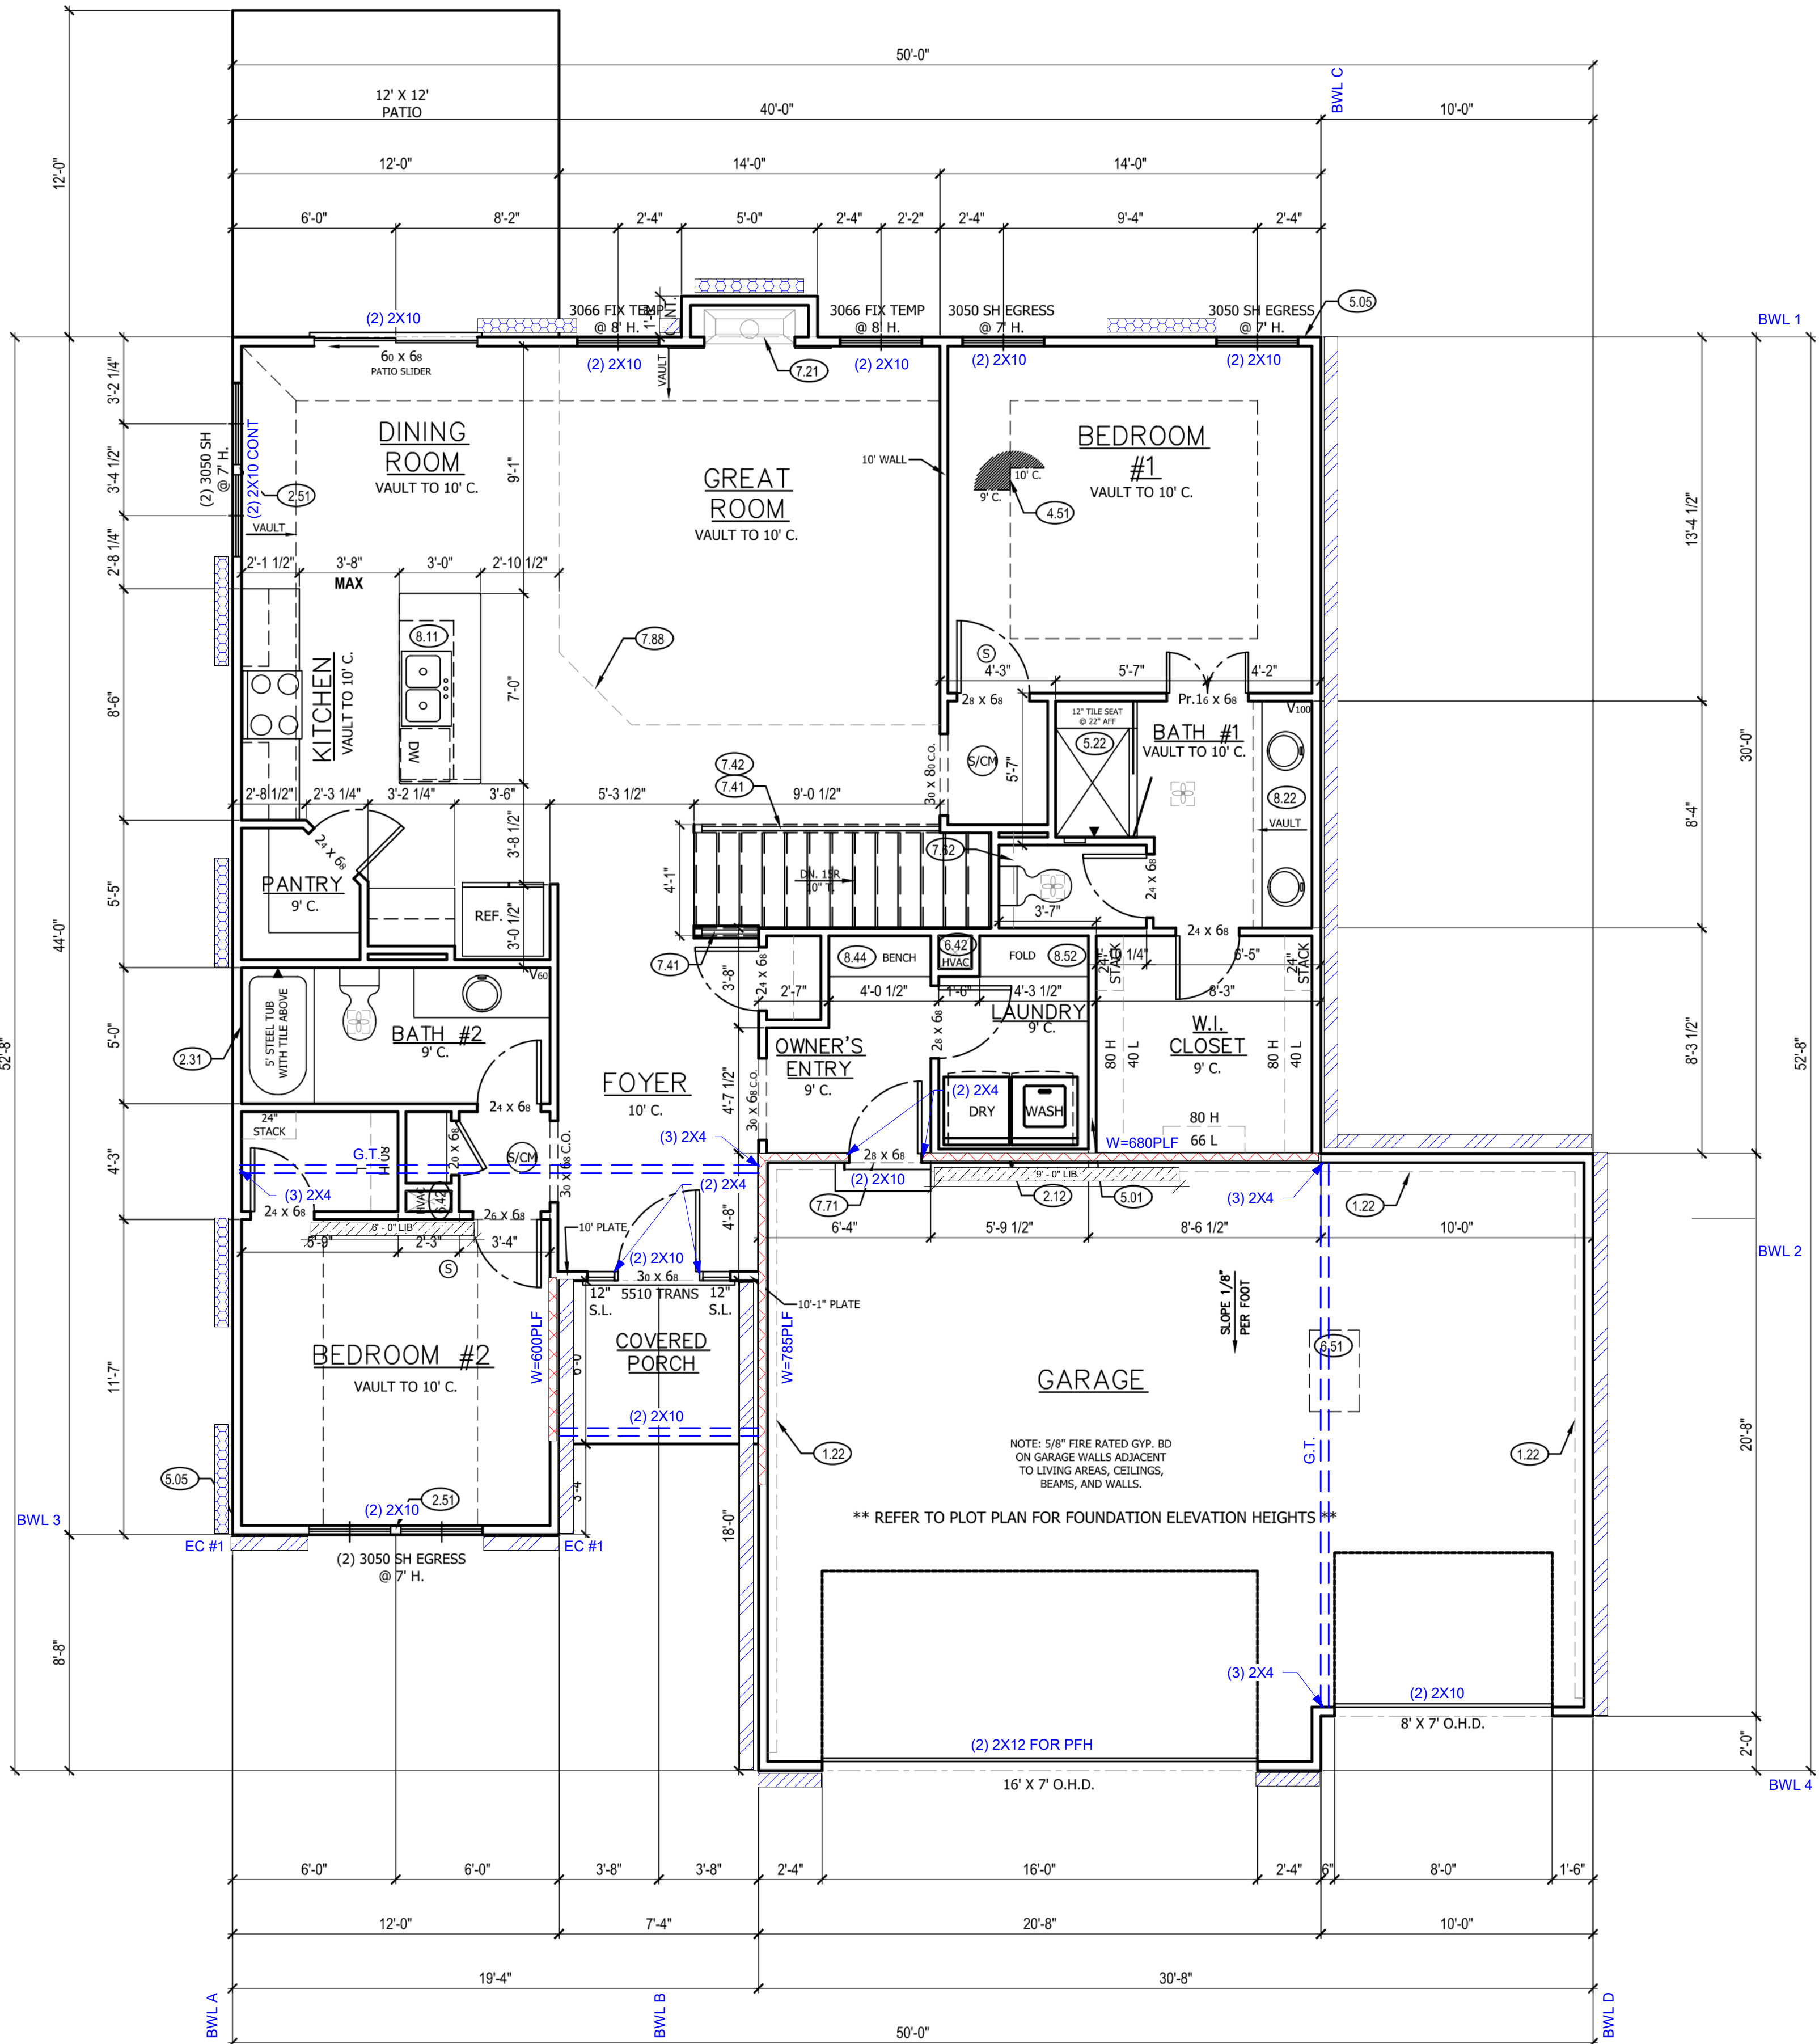 50'-0"
BWL C
12' X 12'
PATIO
40'-0"
10'-0"
12'-0"
12'-0"
14'-0"
14'-0"
6'-0"
8'-2"
2'-4"
5'-0"
2'-4"
2'-2"
2'-4"
9'-4"
2'-4"
(2) 2X10
3066 FIX TEMP
@ 8' H.
3066 FIX TEMP
@ 8' H.
3050 SH EGRESS
@ 7' H.
3050 SH EGRESS
@ 7' H.
5.05
BWL 1
60 x 68
PATIO SLIDER
(2) 2X10
VAULT
7.21
(2) 2X10
(2) 2X10
(2) 2X10
3'-2 1/4"
3'-4 1/2"
2'-8 1/4"
(2) 3050 SH
@ 7' H.
(2) 2X10 CONT
2.51
VAULT
DINING
ROOM
VAULT TO 10' C.
9'-1"
GREAT
ROOM
VAULT TO 10' C.
10' WALL
BEDROOM
#1
VAULT TO 10' C.
10' C.
9' C.
4.51
13'-4 1/2"
2'-1 1/2"
3'-8"
MAX
3'-0"
2'-10 1/2"
8.11
7.88
KITCHEN
VAULT TO 10' C.
DW
7'-0"
8'-6"
S
4'-3"
5'-7"
4'-2"
28 x 68
Pr.16 x 68
V100
12" TILE SEAT
@ 22" AFF
5.22
BATH #1
VAULT TO 10' C.
30'-0"
7.42
7.41
30 x 80 C.O.
S/CM
5'-7"
8.22
VAULT
8'-4"
2'-8 1/2"
2'-3 1/4"
3'-2 1/4"
3'-6"
5'-3 1/2"
9'-0 1/2"
24 x 68
3'-8 1/2"
PANTRY
9' C.
5'-5"
REF.
3'-0 1/2"
4'-1"
DN. 15R
10" T.
7.62
3'-7"
24 x 68
24 x 68
44'-0"
52'-8"
V60
7.41
3'-8"
24 x 68
2'-7"
8.44
BENCH
6.42
HVAC
FOLD
8.52
4'-0 1/2"
1'-6"
4'-3 1/2"
24"
STACK
6'-5"
24"
STACK
8'-3"
5'-0"
2.31
5' STEEL TUB
WITH TILE ABOVE
BATH #2
9' C.
24 x 68
FOYER
10' C.
OWNER'S
ENTRY
9' C.
4'-7 1/2"
30 x 68 C.O.
28 x 68
LAUNDRY
9' C.
W.I.
CLOSET
9' C.
80 H
40 L
80 H
40 L
80 H
66 L
8'-3 1/2"
52'-8"
DRY
WASH
(2) 2X4
4'-3"
24"
STACK
80 H
G.T.
(3) 2X4
24 x 68
20 x 68
HVAC
6.42
S/CM
26 x 68
30 x 68 C.O.
(3) 2X4
(2) 2X4
28 x 68
(2) 2X10
7.71
W=680PLF
9' - 0" LIB.
2.12
5.01
(3) 2X4
1.22
6' - 0" LIB
5'-9"
2'-3"
3'-4"
S
10' PLATE
4'-8"
(2) 2X10
6'-4"
5'-9 1/2"
8'-6 1/2"
10'-0"
BWL 2
30 x 68
5510 TRANS
12"
S.L.
12"
S.L.
10'-1" PLATE
SLOPE 1/8"
PER FOOT
BEDROOM #2
VAULT TO 10' C.
W=600PLF
COVERED
PORCH
6'-0
W=785PLF
GARAGE
6.51
11'-7"
(2) 2X10
NOTE: 5/8" FIRE RATED GYP. BD
ON GARAGE WALLS ADJACENT
TO LIVING AREAS, CEILINGS,
BEAMS, AND WALLS.
1.22
G.T.
1.22
20'-8"
5.05
2.51
(2) 2X10
3'-4
18'-0"
** REFER TO PLOT PLAN FOR FOUNDATION ELEVATION HEIGHTS **
BWL 3
EC #1
EC #1
(2) 3050 SH EGRESS
@ 7' H.
8'-8"
(3) 2X4
(2) 2X10
8' X 7' O.H.D.
(2) 2X12 FOR PFH
16' X 7' O.H.D.
2'-0"
BWL 4
6'-0"
6'-0"
3'-8"
3'-8"
2'-4"
16'-0"
2'-4"
6"
8'-0"
1'-6"
12'-0"
7'-4"
20'-8"
10'-0"
19'-4"
30'-8"
BWL A
BWL B
BWL D
50'-0"